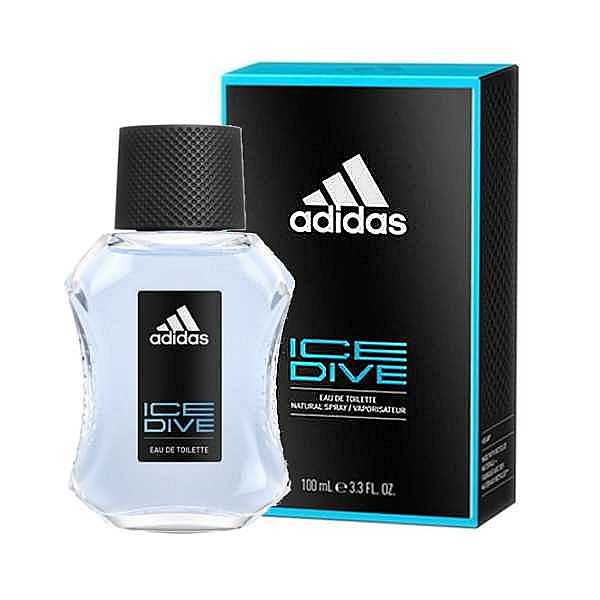 adidas
ICE
DIVE
EAU DE TOILETTE
adidas
ICE
DIVE
EAU DE TOILETTE
NATURAL SPRAY / VAPORISATEUR
100 mL e 3.3 FL. OZ.